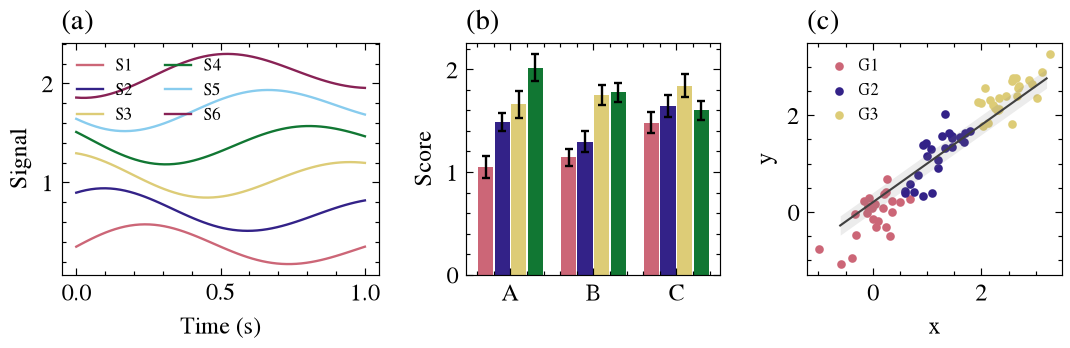 (a)
S1 S4
S2 S5
S3 S6
2
1
Signal
0.0 0.5 1.0
Time (s)
(b)
2
1
0
Score
A B C
(c)
G1
G2
G3
2
0
y
0 2
x